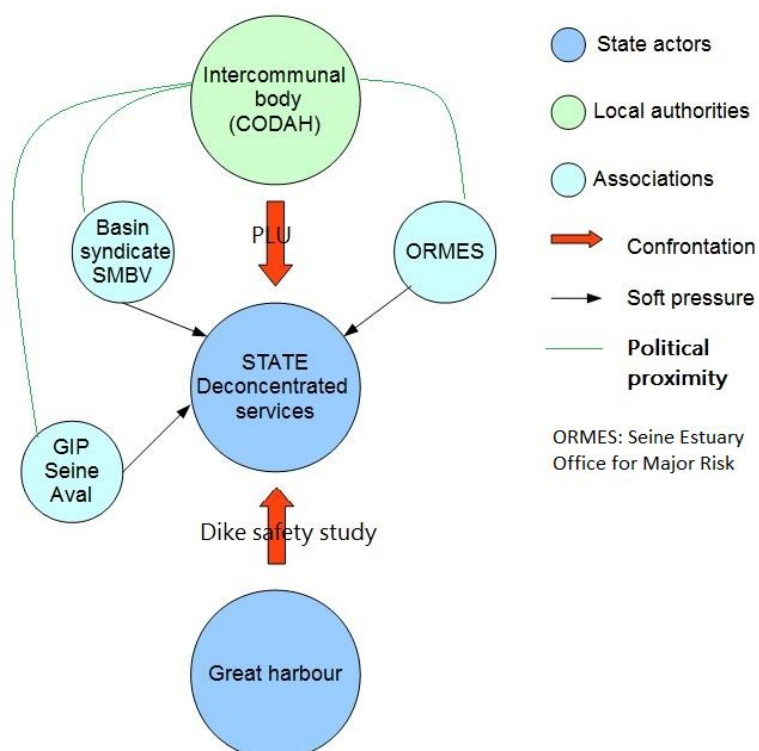 Intercommunal
body
(CODAH)
Basin
syndicate
SMBV
PLU
ORMES
STATE
Deconcentrated
services
GIP
Seine
Aval
Dike safety study
Great harbour
State actors
Local authorities
Associations
Confrontation
Soft pressure
Political
proximity
ORMES: Seine Estuary
Office for Major Risk